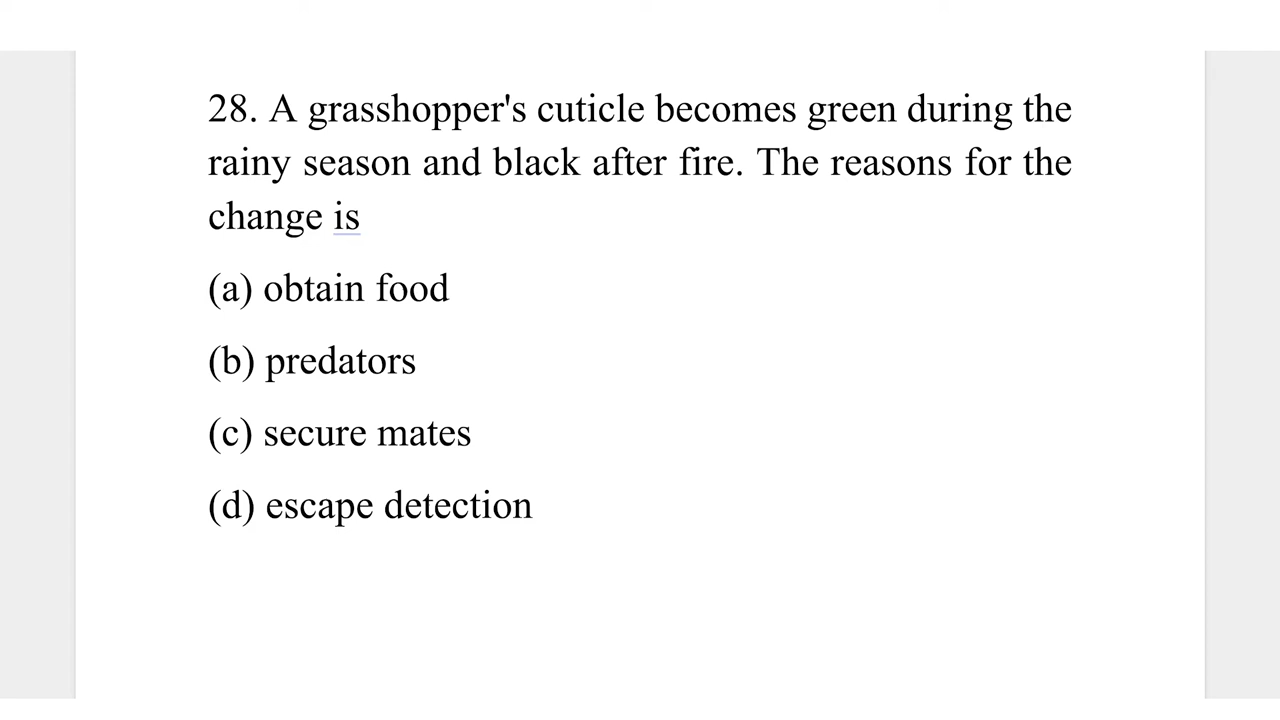 28. A grasshopper's cuticle becomes green during the
rainy season and black after fire. The reasons for the
change is
(a) obtain food
(b) predators
(c) secure mates
(d) escape detection